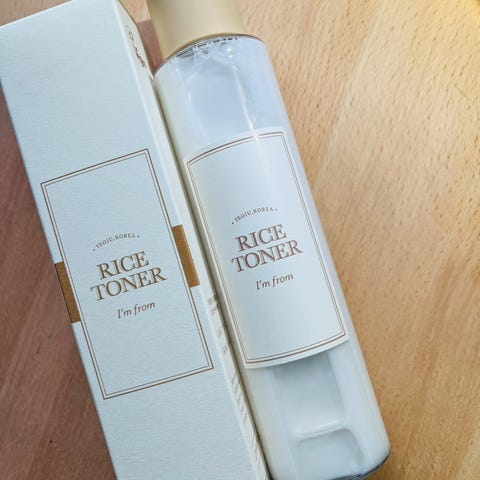 · YEOJU, KOREA ·
RICE
TONER
I'm from
· YEOJU, KOREA ·
RICE
TONER
I'm from